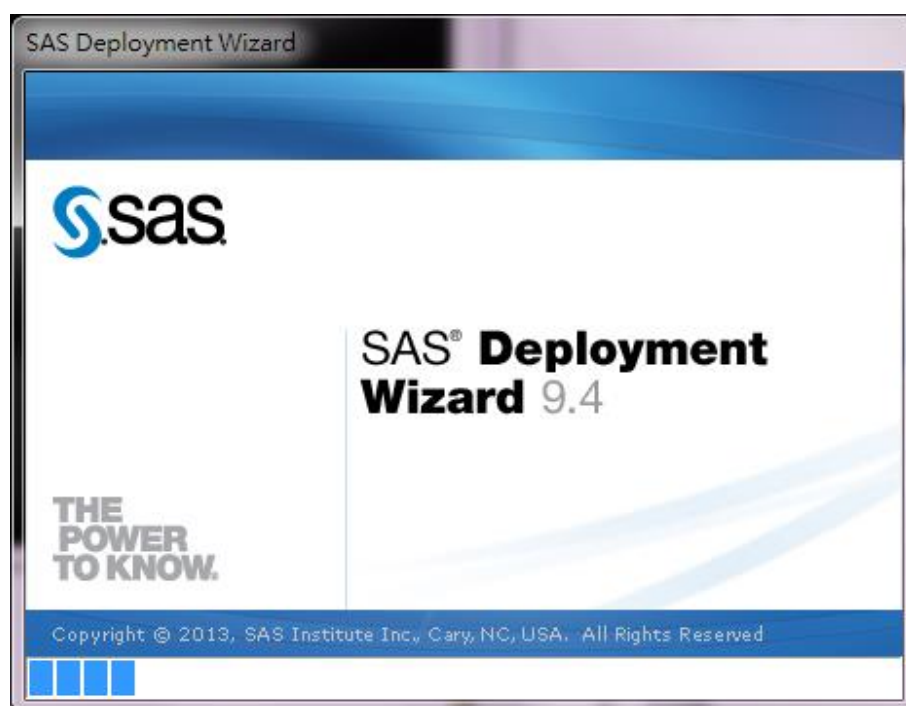 SAS Deployment Wizard
sas
SAS® Deployment
Wizard 9.4
THE
POWER
TO KNOW.
Copyright © 2013, SAS Institute Inc., Cary, NC, USA. All Rights Reserved